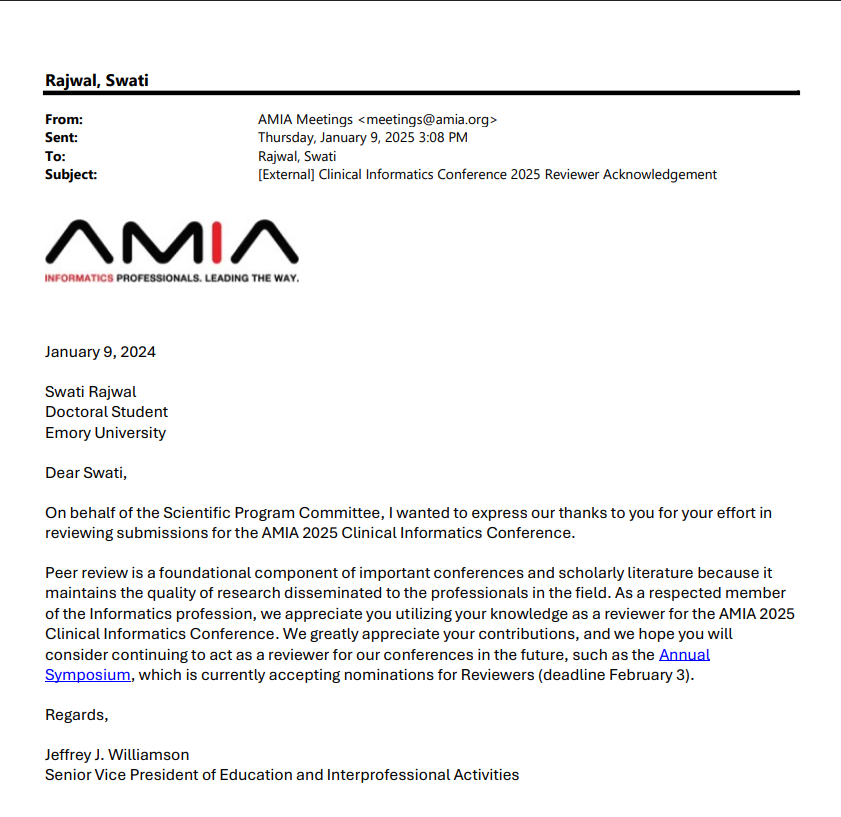 Rajwal, Swati
From: AMIA Meetings <meetings@amia.org>
Sent: Thursday, January 9, 2025 3:08 PM
To: Rajwal, Swati
Subject: [External] Clinical Informatics Conference 2025 Reviewer Acknowledgement
AMIA
INFORMATICS PROFESSIONALS. LEADING THE WAY.
January 9, 2024
Swati Rajwal
Doctoral Student
Emory University
Dear Swati,
On behalf of the Scientific Program Committee, I wanted to express our thanks to you for your effort in
reviewing submissions for the AMIA 2025 Clinical Informatics Conference.
Peer review is a foundational component of important conferences and scholarly literature because it
maintains the quality of research disseminated to the professionals in the field. As a respected member
of the Informatics profession, we appreciate you utilizing your knowledge as a reviewer for the AMIA 2025
Clinical Informatics Conference. We greatly appreciate your contributions, and we hope you will
consider continuing to act as a reviewer for our conferences in the future, such as the Annual
Symposium, which is currently accepting nominations for Reviewers (deadline February 3).
Regards,
Jeffrey J. Williamson
Senior Vice President of Education and Interprofessional Activities